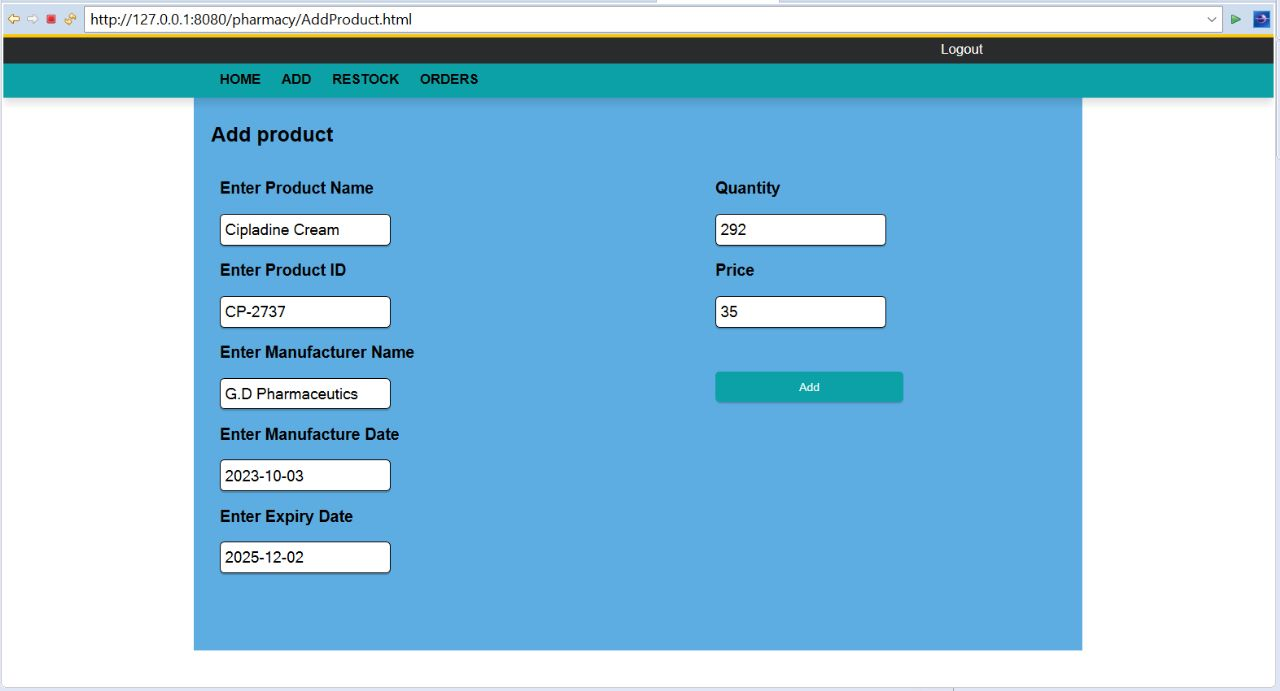 http://127.0.0.1:8080/pharmacy/AddProduct.html
Logout
HOME ADD RESTOCK ORDERS
Add product
Enter Product Name
Cipladine Cream
Enter Product ID
CP-2737
Enter Manufacturer Name
G.D Pharmaceutics
Enter Manufacture Date
2023-10-03
Enter Expiry Date
2025-12-02
Quantity
292
Price
35
Add